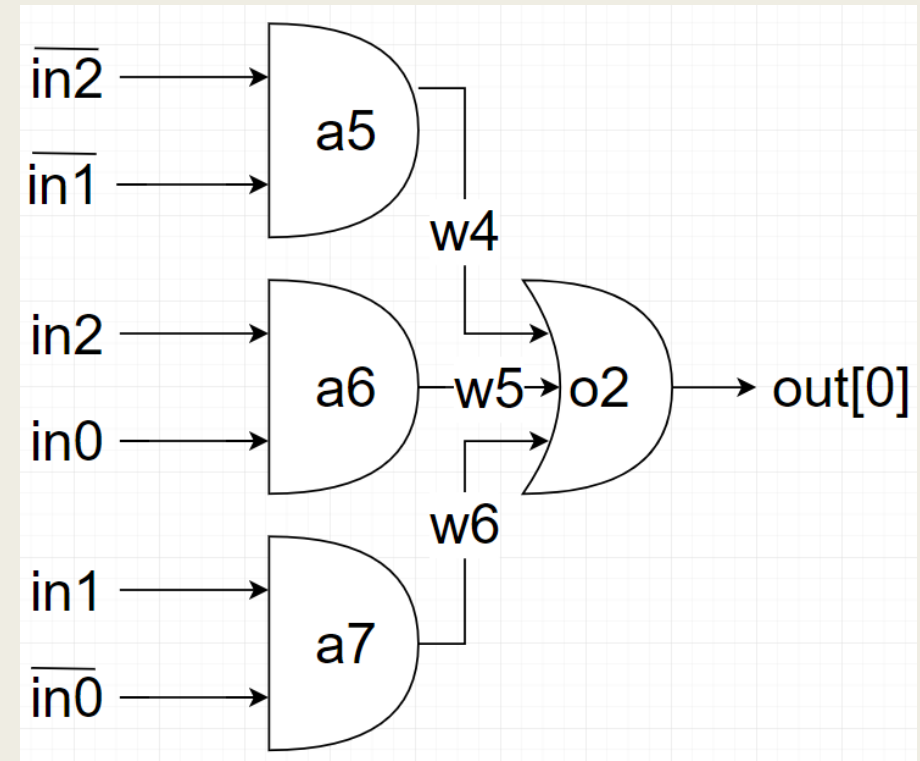 in2̅
a5
in1̅
w4
in2
a6
w5
o2
out[0]
in0
w6
in1
a7
in0̅